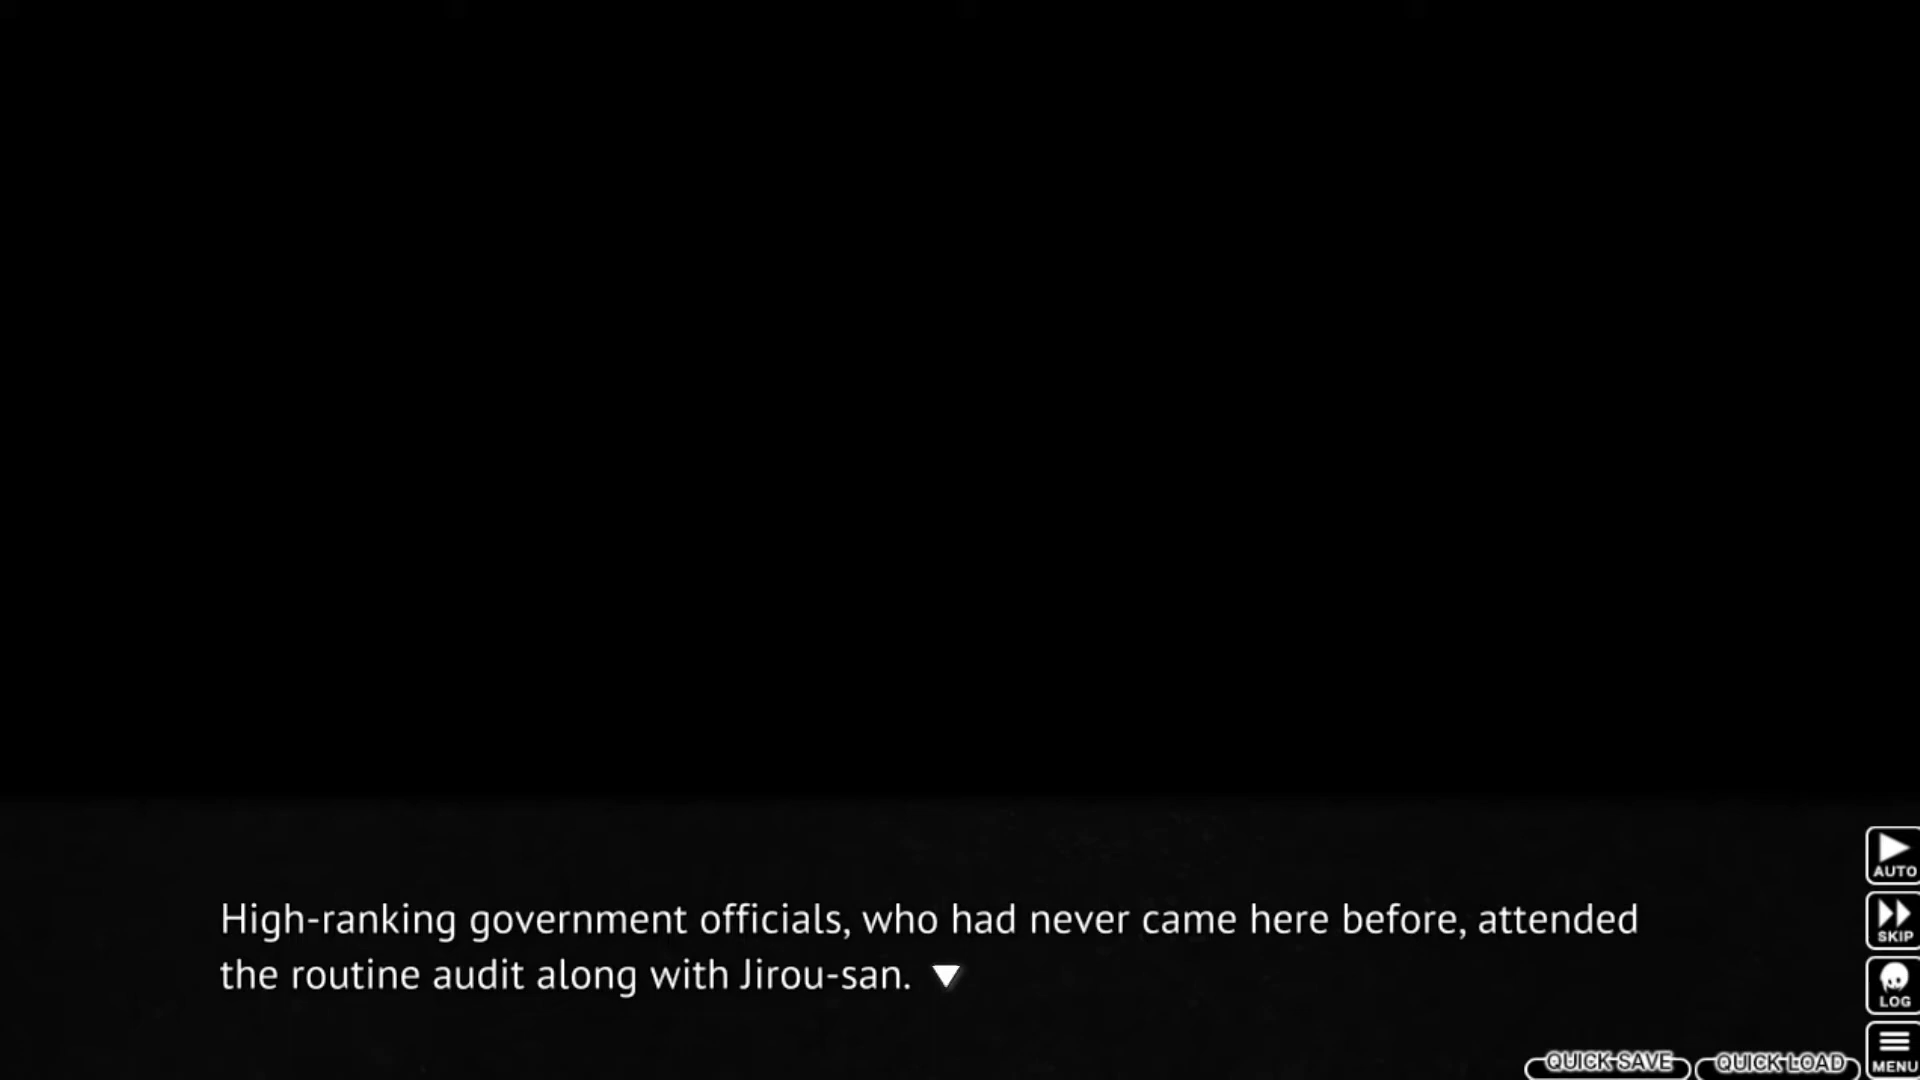 High-ranking government officials, who had never came here before, attended
the routine audit along with Jirou-san.
AUTO
SKIP
LOG
MENU
QUICK SAVE
QUICK LOAD